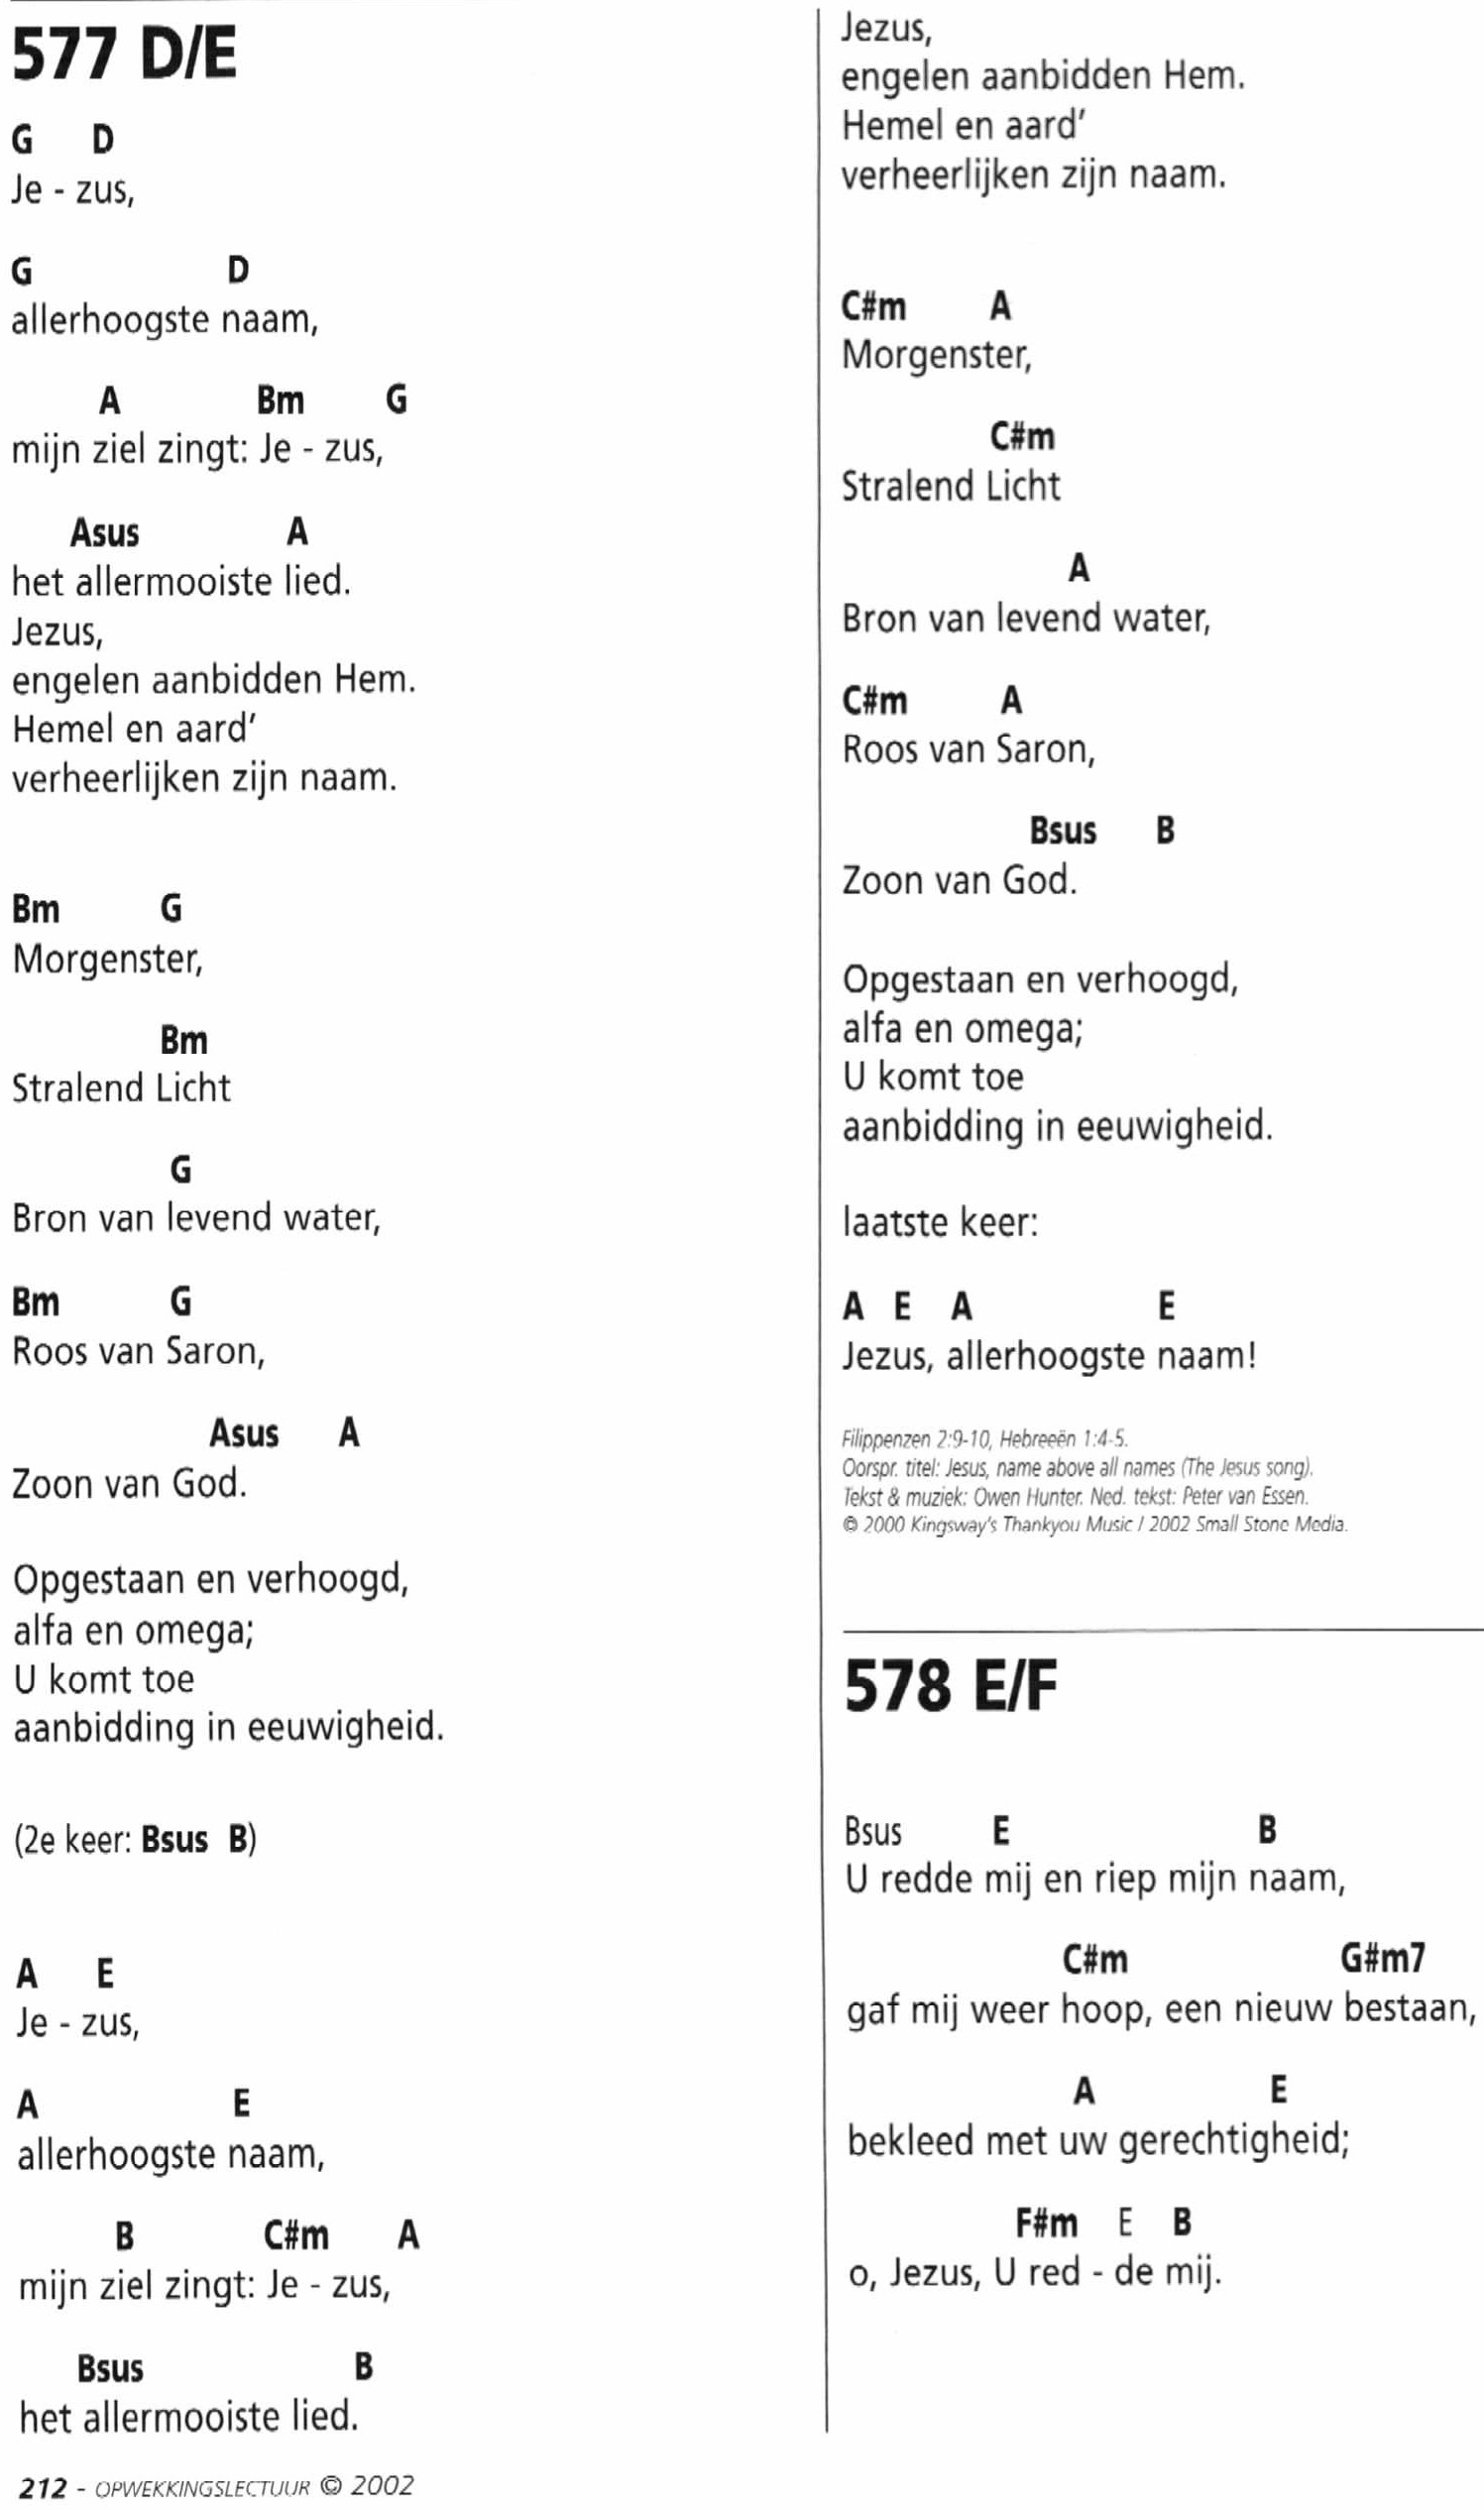 577 D/E
G D
Je - zus,
G D
allerhoogste naam,
A Bm G
mijn ziel zingt: Je - zus,
Asus A
het allermooiste lied.
Jezus,
engelen aanbidden Hem.
Hemel en aard’
verheerlijken zijn naam.
Bm G
Morgenster,
Bm
Stralend Licht
G
Bron van levend water,
Bm G
Roos van Saron,
Asus A
Zoon van God.
Opgestaan en verhoogd,
alfa en omega;
U komt toe
aanbidding in eeuwigheid.
(2e keer: Bsus B)
A E
Je - zus,
A E
allerhoogste naam,
B C#m A
mijn ziel zingt: Je - zus,
Bsus B
het allermooiste lied.
212 - OPWEKKINGSLECTUUR © 2002
Jezus,
engelen aanbidden Hem.
Hemel en aard’
verheerlijken zijn naam.
C#m A
Morgenster,
C#m
Stralend Licht
A
Bron van levend water,
C#m A
Roos van Saron,
Bsus B
Zoon van God.
Opgestaan en verhoogd,
alfa en omega;
U komt toe
aanbidding in eeuwigheid.
laatste keer:
A E A E
Jezus, allerhoogste naam!
Filippenzen 2:9-10, Hebreeën 1:4-5.
Oorspr. titel: Jesus, name above all names (The Jesus song).
Tekst & muziek: Owen Hunter. Ned. tekst: Peter van Essen.
© 2000 Kingsway's Thankyou Music / 2002 Small Stone Media.
578 E/F
Bsus E B
U redde mij en riep mijn naam,
C#m G#m7
gaf mij weer hoop, een nieuw bestaan,
A E
bekleed met uw gerechtigheid;
F#m E B
o, Jezus, U red - de mij.